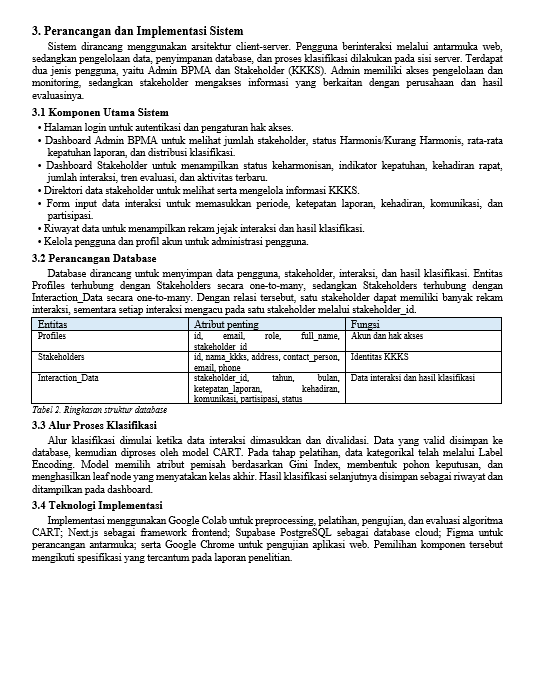 3. Perancangan dan Implementasi Sistem
Sistem dirancang menggunakan arsitektur client-server. Pengguna berinteraksi melalui antarmuka web,
sedangkan pengelolaan data, penyimpanan database, dan proses klasifikasi dilakukan pada sisi server. Terdapat
dua jenis pengguna, yaitu Admin BPMA dan Stakeholder (KKKS). Admin memiliki akses pengelolaan dan
monitoring, sedangkan stakeholder mengakses informasi yang berkaitan dengan perusahaan dan hasil
evaluasinya.
3.1 Komponen Utama Sistem
• Halaman login untuk autentikasi dan pengaturan hak akses.
• Dashboard Admin BPMA untuk melihat jumlah stakeholder, status Harmonis/Kurang Harmonis, rata-rata
kepatuhan laporan, dan distribusi klasifikasi.
• Dashboard Stakeholder untuk menampilkan status keharmonisan, indikator kepatuhan, kehadiran rapat,
jumlah interaksi, tren evaluasi, dan aktivitas terbaru.
• Direktori data stakeholder untuk melihat serta mengelola informasi KKKS.
• Form input data interaksi untuk memasukkan periode, ketepatan laporan, kehadiran, komunikasi, dan
partisipasi.
• Riwayat data untuk menampilkan rekam jejak interaksi dan hasil klasifikasi.
• Kelola pengguna dan profil akun untuk administrasi pengguna.
3.2 Perancangan Database
Database dirancang untuk menyimpan data pengguna, stakeholder, interaksi, dan hasil klasifikasi. Entitas
Profiles terhubung dengan Stakeholders secara one-to-many, sedangkan Stakeholders terhubung dengan
Interaction_Data secara one-to-many. Dengan relasi tersebut, satu stakeholder dapat memiliki banyak rekam
interaksi, sementara setiap interaksi mengacu pada satu stakeholder melalui stakeholder_id.
Entitas Atribut penting Fungsi
Profiles id, email, role, full_name, Akun dan hak akses
stakeholder_id
Stakeholders id, nama_kkks, address, contact_person, Identitas KKKS
email, phone
Interaction_Data stakeholder_id, tahun, bulan, Data interaksi dan hasil klasifikasi
ketepatan_laporan, kehadiran,
komunikasi, partisipasi, status
Tabel 2. Ringkasan struktur database
3.3 Alur Proses Klasifikasi
Alur klasifikasi dimulai ketika data interaksi dimasukkan dan divalidasi. Data yang valid disimpan ke
database, kemudian diproses oleh model CART. Pada tahap pelatihan, data kategorikal telah melalui Label
Encoding. Model memilih atribut pemisah berdasarkan Gini Index, membentuk pohon keputusan, dan
menghasilkan leaf node yang menyatakan kelas akhir. Hasil klasifikasi selanjutnya disimpan sebagai riwayat dan
ditampilkan pada dashboard.
3.4 Teknologi Implementasi
Implementasi menggunakan Google Colab untuk preprocessing, pelatihan, pengujian, dan evaluasi algoritma
CART; Next.js sebagai framework frontend; Supabase PostgreSQL sebagai database cloud; Figma untuk
perancangan antarmuka; serta Google Chrome untuk pengujian aplikasi web. Pemilihan komponen tersebut
mengikuti spesifikasi yang tercantum pada laporan penelitian.